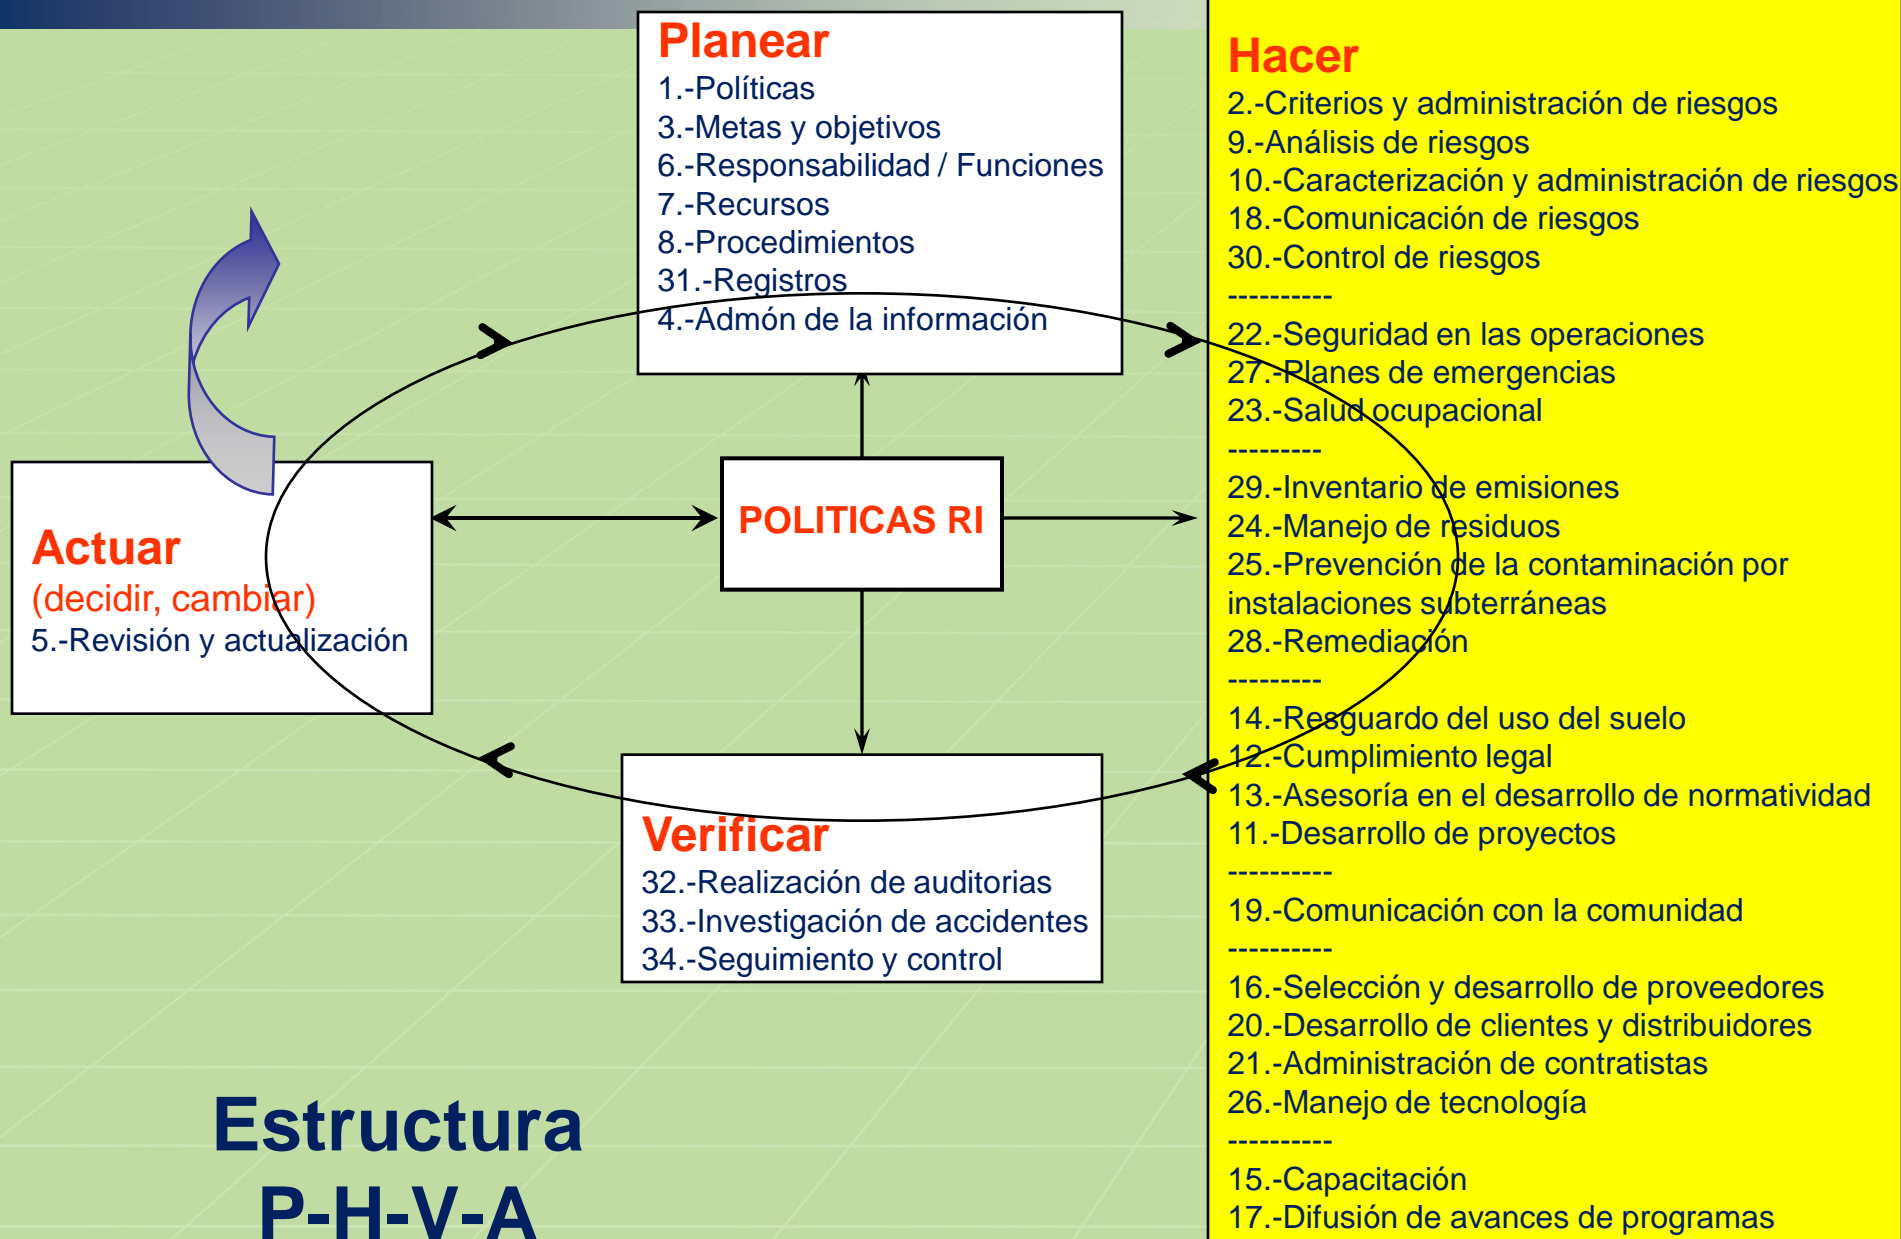 Planear
1.-Políticas
3.-Metas y objetivos
6.-Responsabilidad / Funciones
7.-Recursos
8.-Procedimientos
31.-Registros
4.-Admón de la información
Hacer
2.-Criterios y administración de riesgos
9.-Análisis de riesgos
10.-Caracterización y administración de riesgos
18.-Comunicación de riesgos
30.-Control de riesgos
----------
22.-Seguridad en las operaciones
27.-Planes de emergencias
23.-Salud ocupacional
---------
29.-Inventario de emisiones
24.-Manejo de residuos
25.-Prevención de la contaminación por
instalaciones subterráneas
28.-Remediación
---------
14.-Resguardo del uso del suelo
12.-Cumplimiento legal
13.-Asesoría en el desarrollo de normatividad
11.-Desarrollo de proyectos
----------
19.-Comunicación con la comunidad
----------
16.-Selección y desarrollo de proveedores
20.-Desarrollo de clientes y distribuidores
21.-Administración de contratistas
26.-Manejo de tecnología
----------
15.-Capacitación
17.-Difusión de avances de programas
POLITICAS RI
Actuar
(decidir, cambiar)
5.-Revisión y actualización
Verificar
32.-Realización de auditorias
33.-Investigación de accidentes
34.-Seguimiento y control
Estructura
P-H-V-A